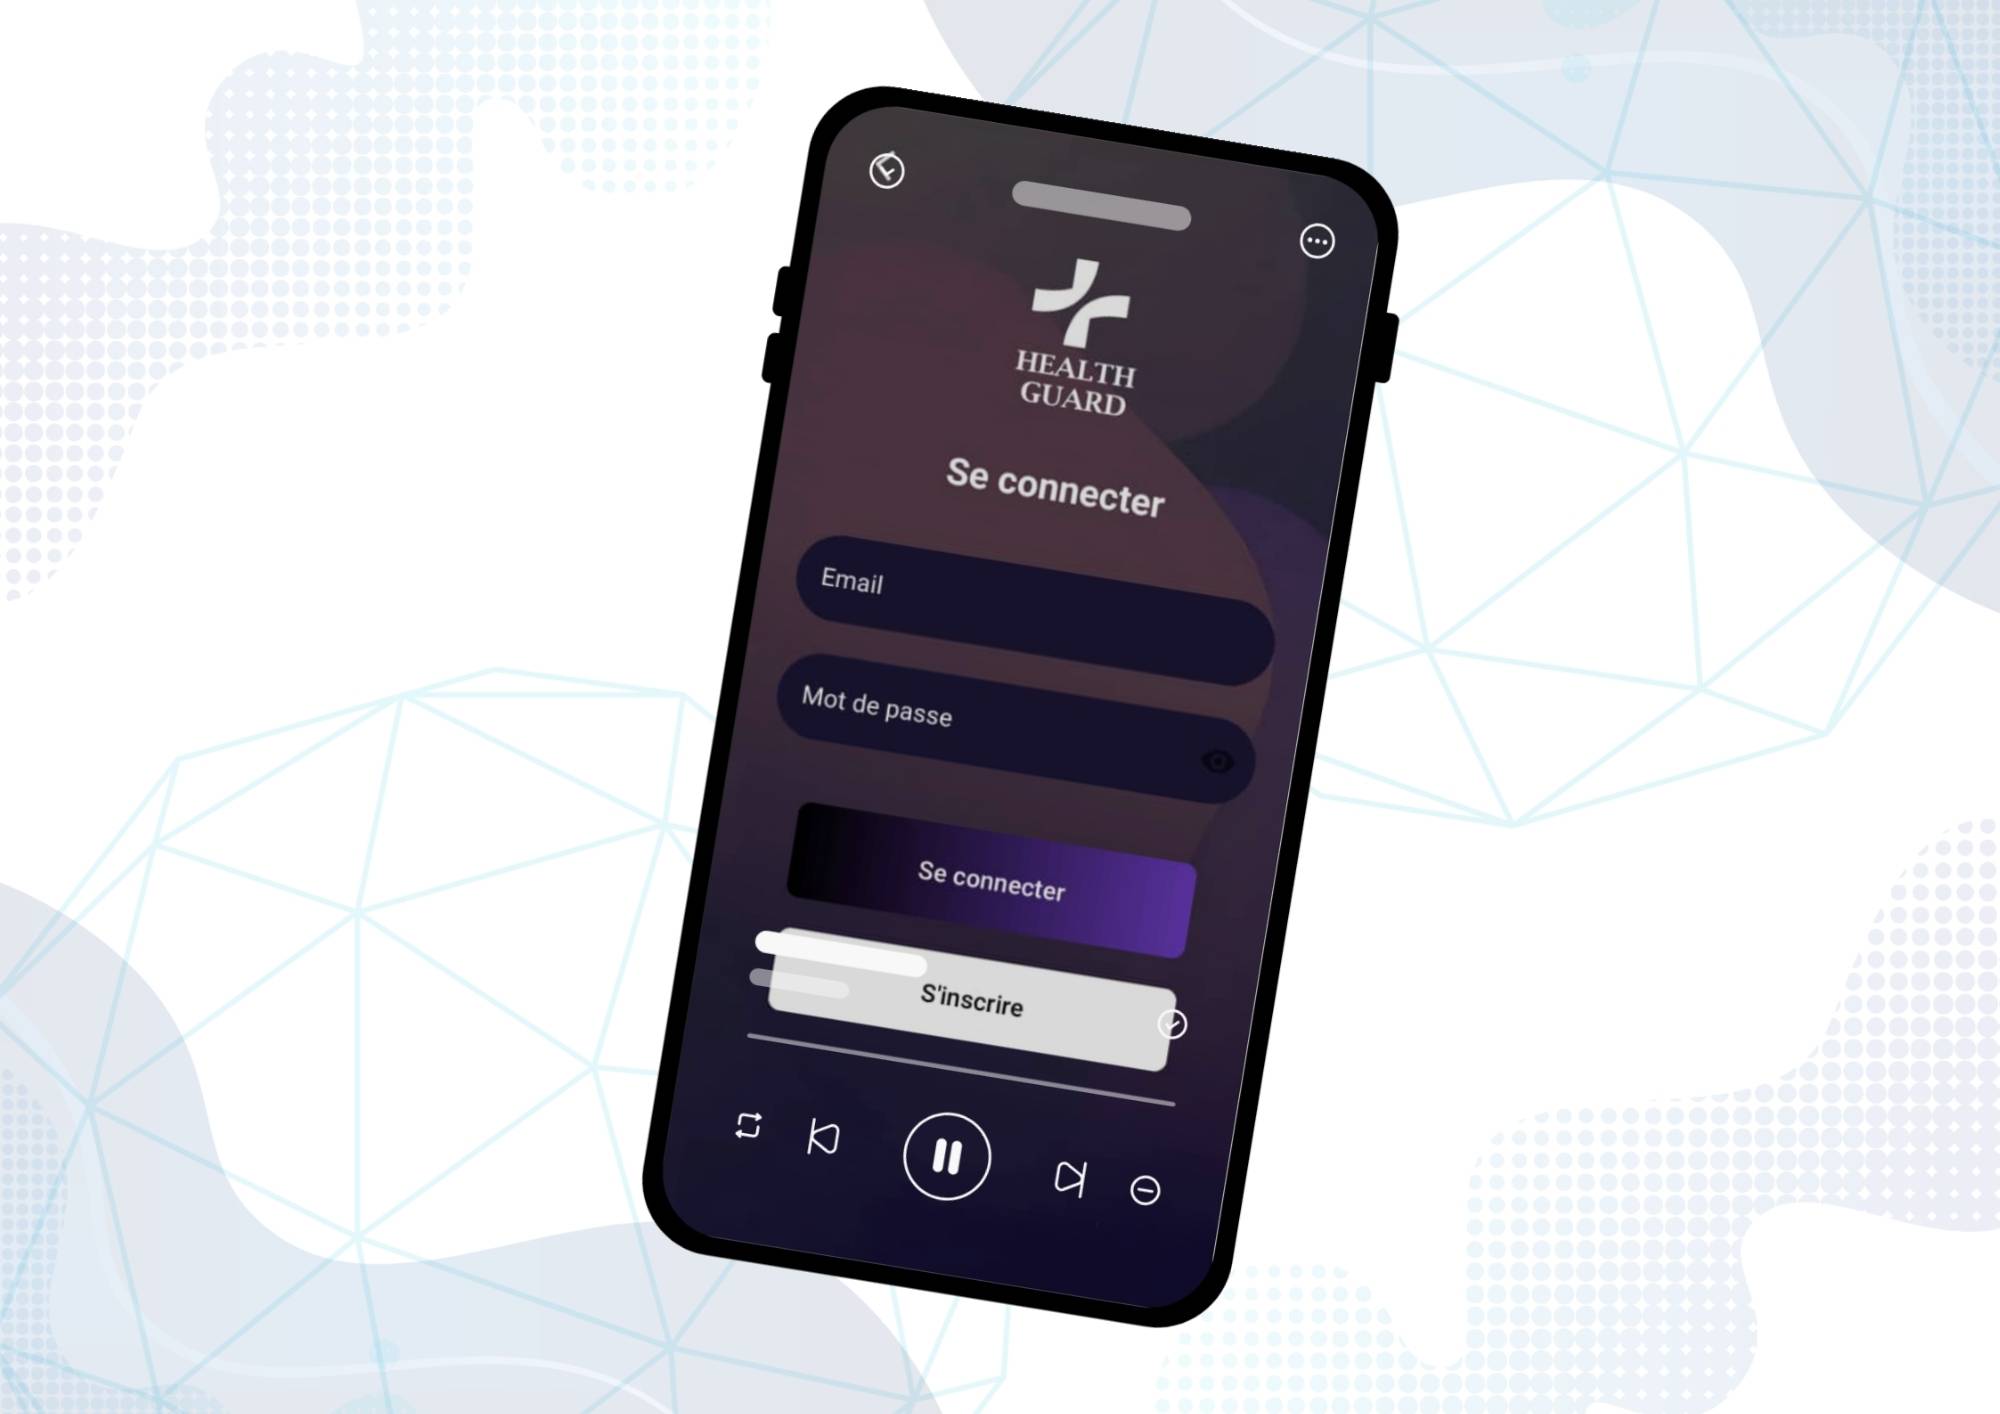 HEALTH
GUARD
Se connecter
Email
Mot de passe
Se connecter
S'inscrire